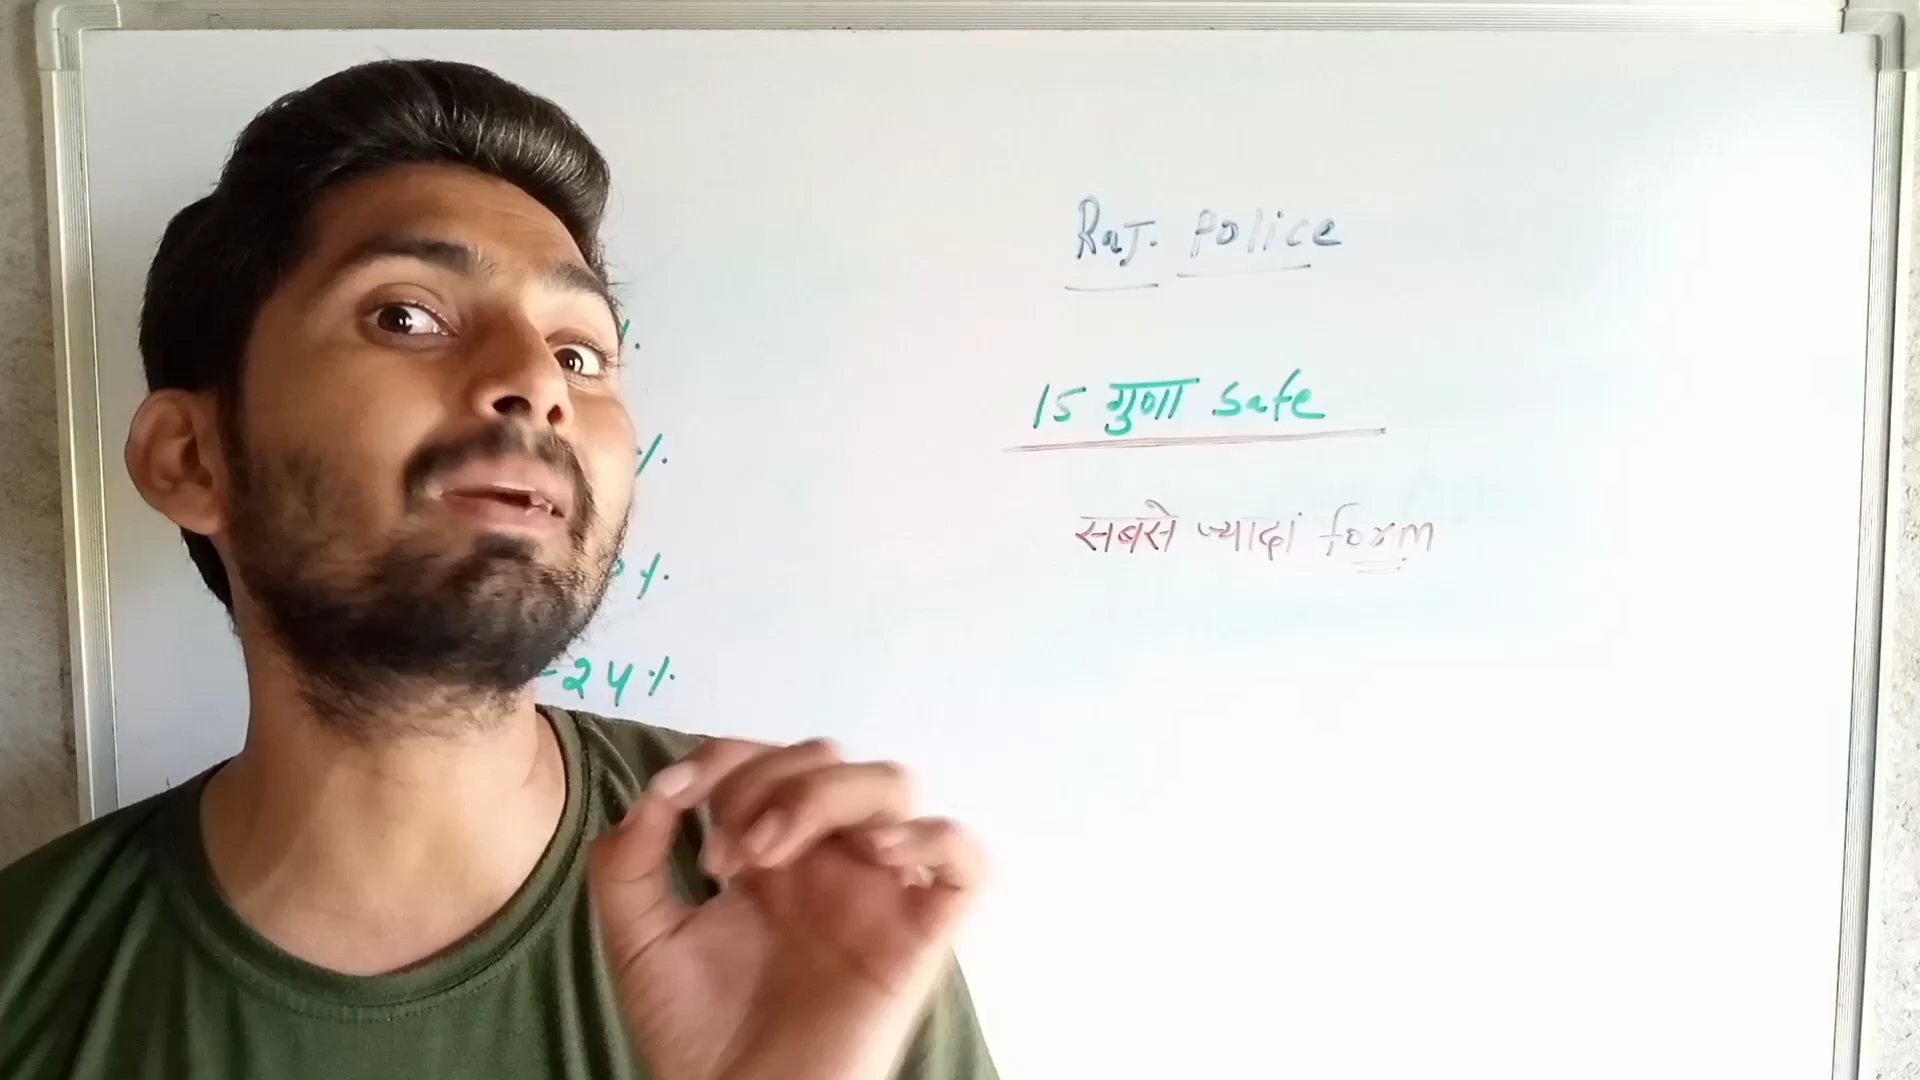 Raj. Police
15 गुणा safe
सबसे ज्यादां form
%
%
-24%